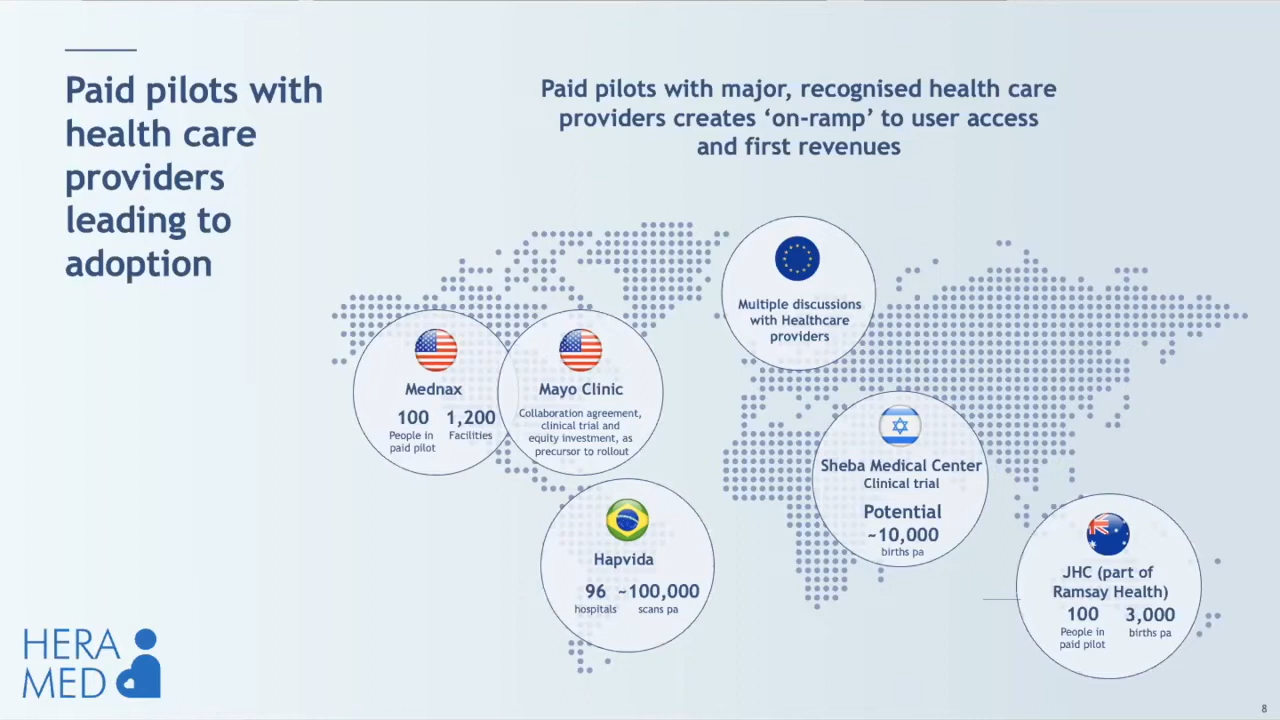 Paid pilots with
health care
providers
leading to
adoption
Paid pilots with major, recognised health care
providers creates ‘on-ramp’ to user access
and first revenues
Multiple discussions
with Healthcare
providers
Mednax
100 1,200
People in Facilities
paid pilot
Mayo Clinic
Collaboration agreement,
clinical trial and
equity investment, as
precursor to rollout
Sheba Medical Center
Clinical trial
Potential
~10,000
births pa
Hapvida
96 ~100,000
hospitals scans pa
JHC (part of
Ramsay Health)
100 3,000
People in births pa
paid pilot
HERA
MED
8